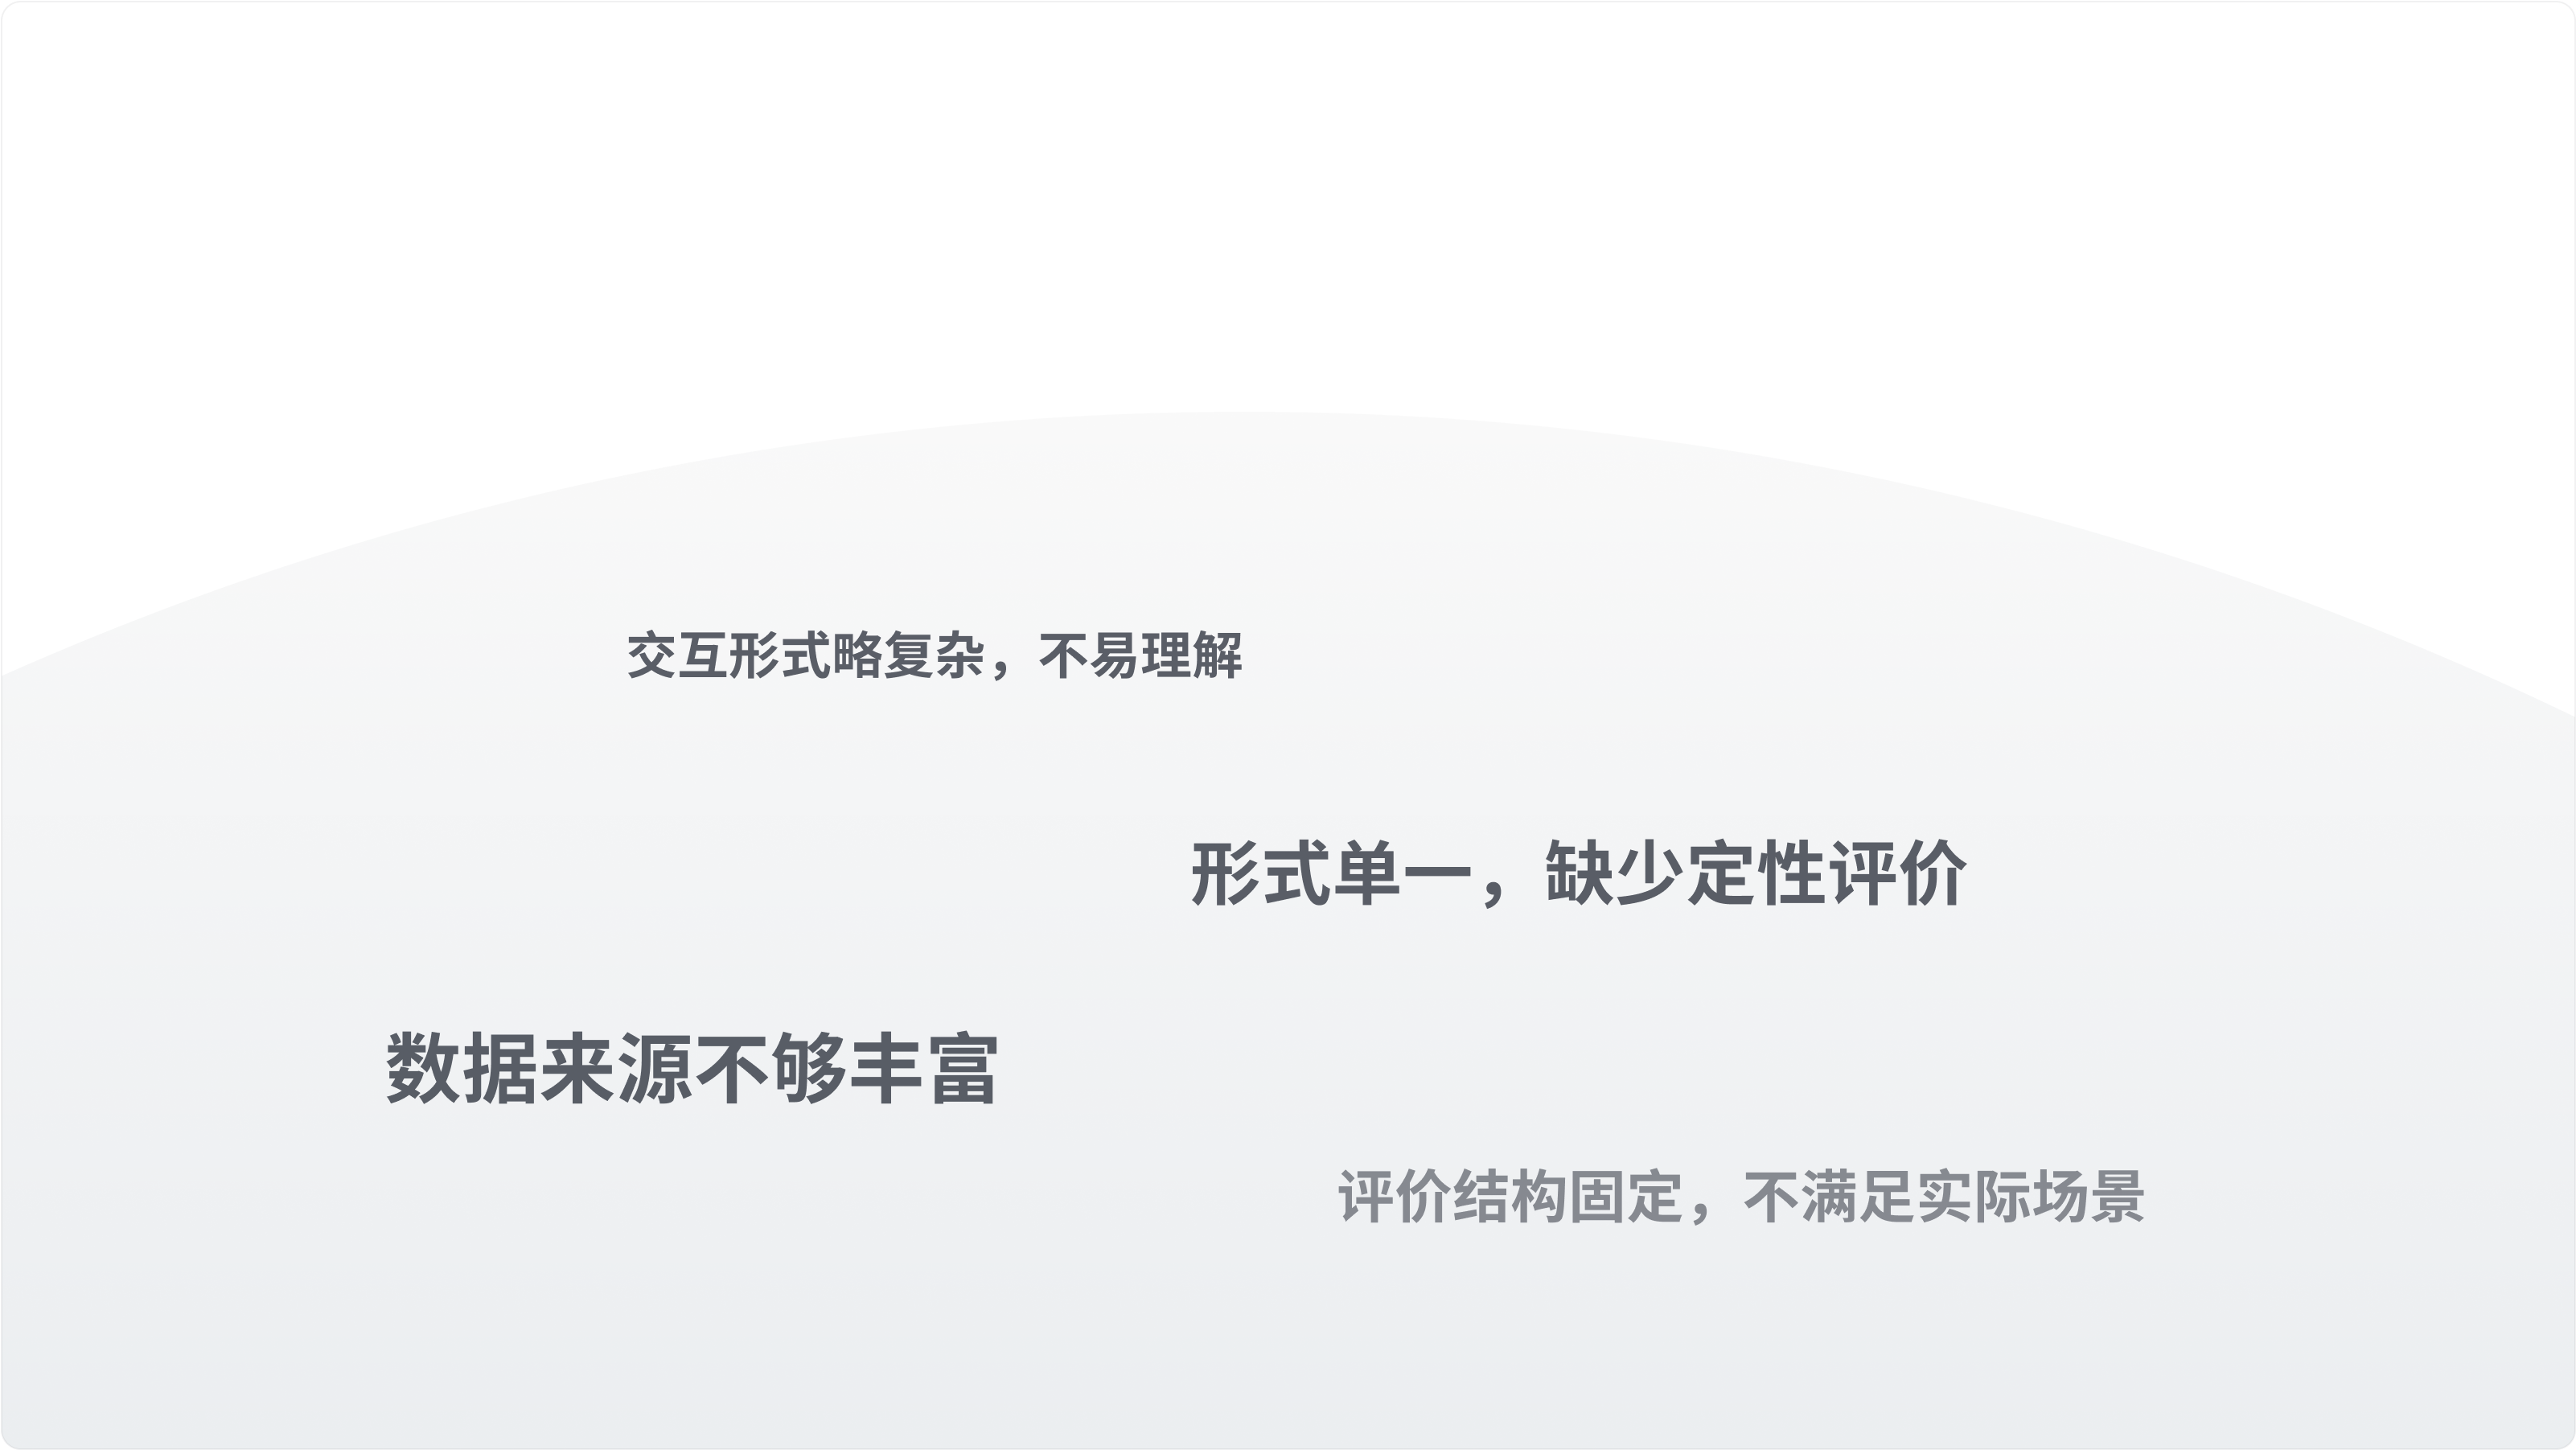 交互形式略复杂，不易理解
形式单一，缺少定性评价
数据来源不够丰富
评价结构固定，不满足实际场景